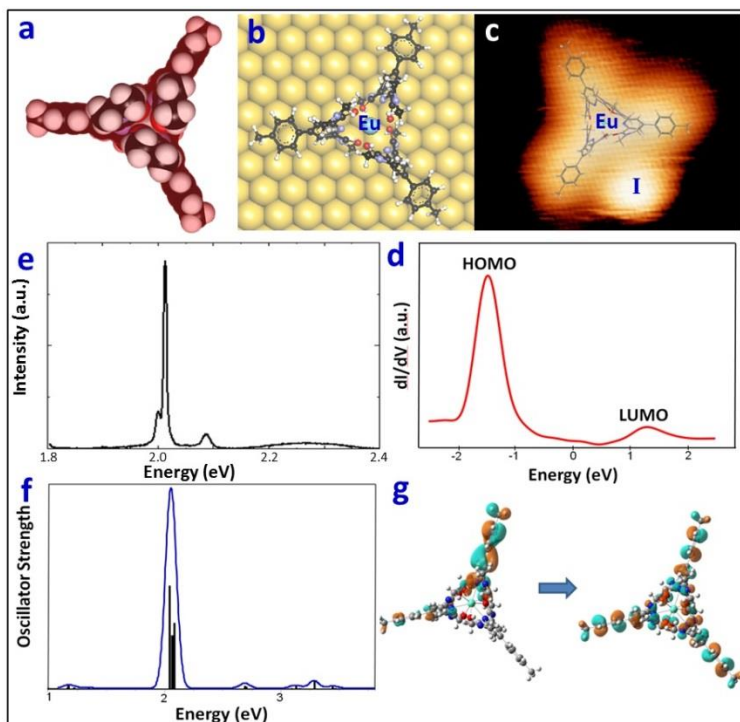 a
b
c
Eu
Eu
I
e
d
Intensity (a.u.)
1.8
2.0
2.2
2.4
Energy (eV)
dI/dV (a.u.)
HOMO
LUMO
-2
-1
0
1
2
Energy (eV)
f
g
Oscillator Strength
1
2
3
Energy (eV)